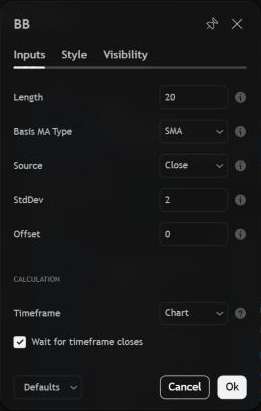 BB
Inputs Style Visibility
Length 20
Basis MA Type SMA
Source Close
StdDev 2
Offset 0
CALCULATION
Timeframe Chart
Wait for timeframe closes
Defaults Cancel Ok